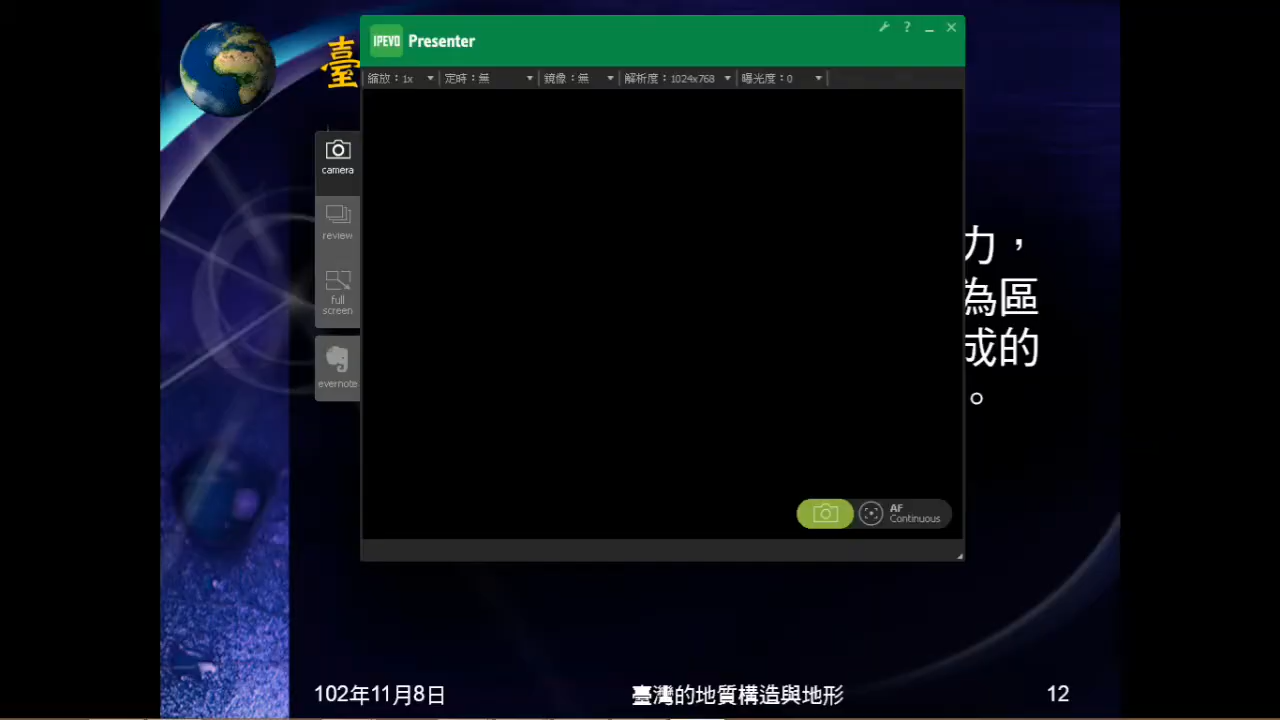 臺
IPEVO Presenter
縮放：1x 定時：無 鏡像：無 解析度：1024x768 曝光度：0
camera
review
full
screen
evernote
力，
為區
成的
。
AF
Continuous
102年11月8日 臺灣的地質構造與地形 12